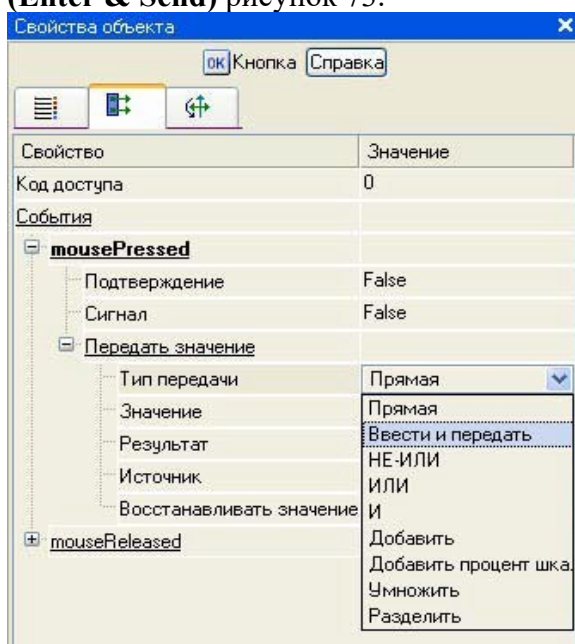 (Enter & Send) рисунок 73.
Свойства объекта
ОК Кнопка Справка
Свойство Значение
Код доступа 0
События
mousePressed
Подтверждение False
Сигнал False
Передать значение
Тип передачи Прямая
Значение Прямая
Результат Ввести и передать
Источник НЕ-ИЛИ
ИЛИ
Восстанавливать значение И
mouseReleased Добавить
Добавить процент шка.
Умножить
Разделить